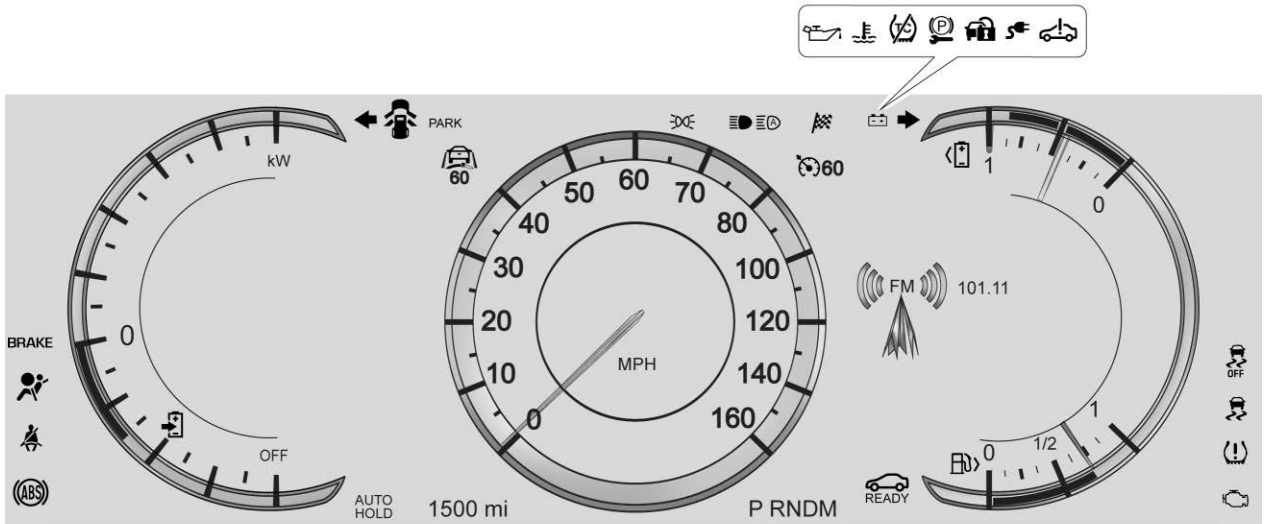 TC
P
PARK
kW
60
A
60
1
0
60
50
70
40
80
30
100
20
120
10
140
0
160
MPH
FM 101.11
BRAKE
0
OFF
ABS
AUTO
HOLD
1500 mi
P RNDM
READY
0
1/2
1
OFF